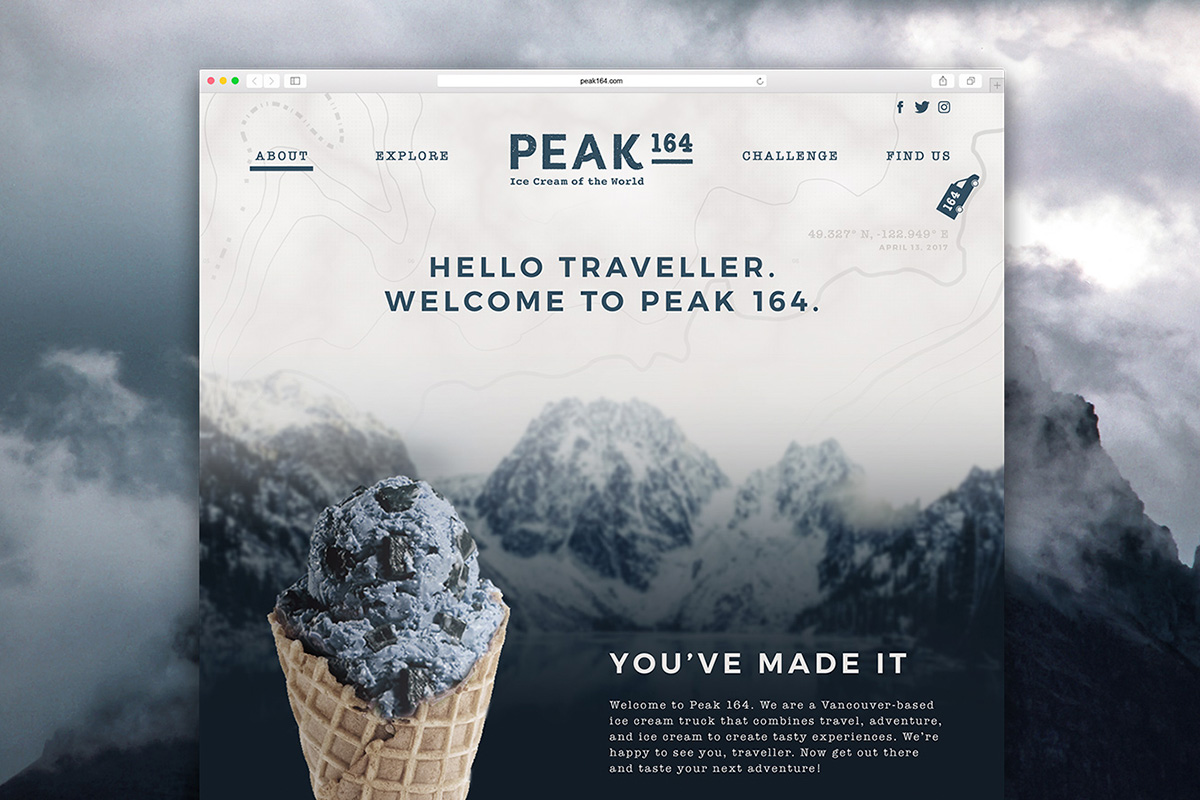 peak164.com
ABOUT
EXPLORE
PEAK 164
Ice Cream of the World
CHALLENGE
FIND US
164
49.327° N, -122.949° E
APRIL 13, 2017
HELLO TRAVELLER.
WELCOME TO PEAK 164.
YOU'VE MADE IT
Welcome to Peak 164. We are a Vancouver-based
ice cream truck that combines travel, adventure,
and ice cream to create tasty experiences. We're
happy to see you, traveller. Now get out there
and taste your next adventure!